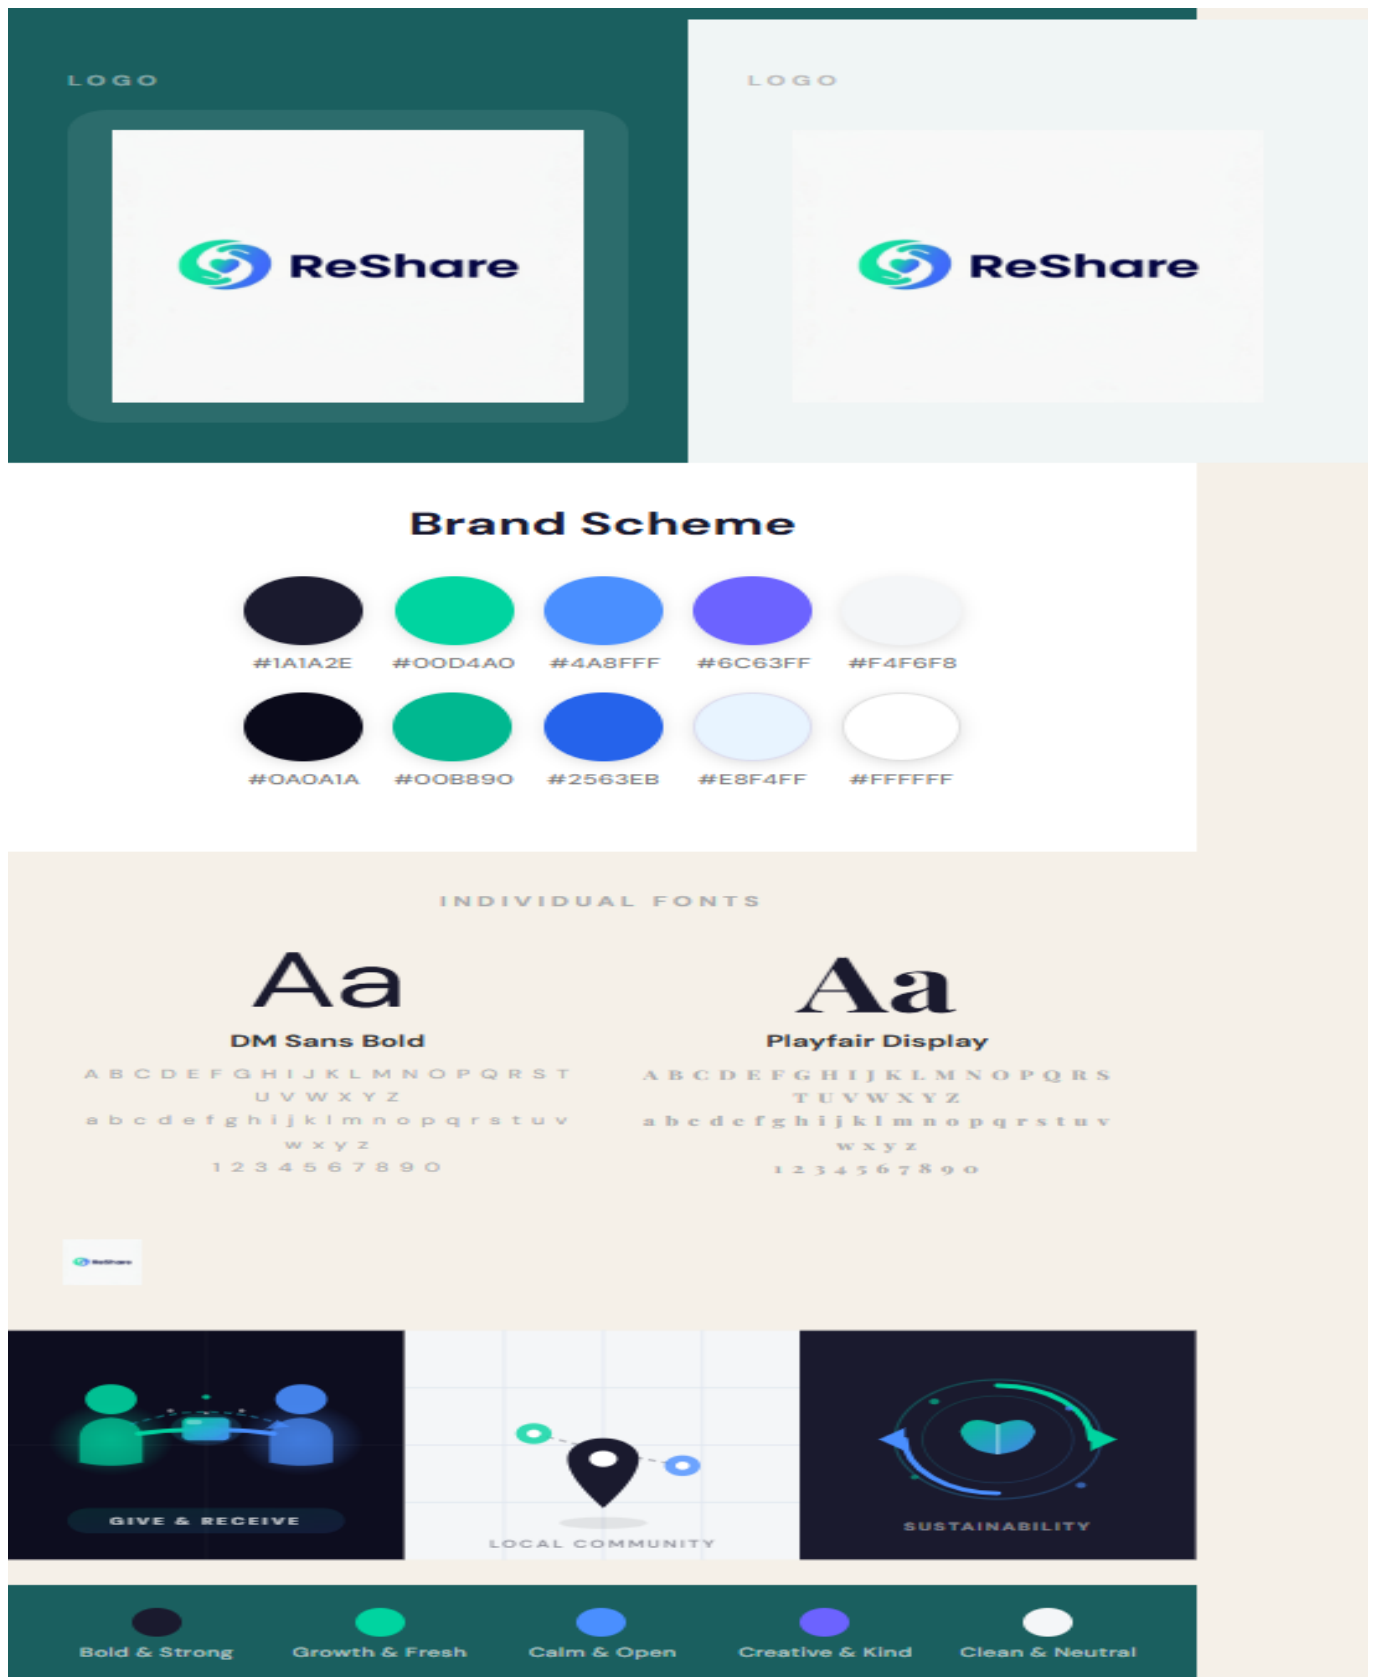 LOGO
LOGO
ReShare
ReShare
Brand Scheme
#1A1A2E #00D4A0 #4A8FFF #6C63FF #F4F6F8
#0A0A1A #00B890 #2563EB #E8F4FF #FFFFFF
INDIVIDUAL FONTS
Aa
DM Sans Bold
A B C D E F G H I J K L M N O P Q R S T
U V W X Y Z
a b c d e f g h i j k l m n o p q r s t u v
w x y z
1 2 3 4 5 6 7 8 9 0
Aa
Playfair Display
A B C D E F G H I J K L M N O P Q R S
T U V W X Y Z
a b c d e f g h i j k l m n o p q r s t u v
w x y z
1 2 3 4 5 6 7 8 9 0
ReShare
GIVE & RECEIVE
LOCAL COMMUNITY
SUSTAINABILITY
Bold & Strong Growth & Fresh Calm & Open Creative & Kind Clean & Neutral